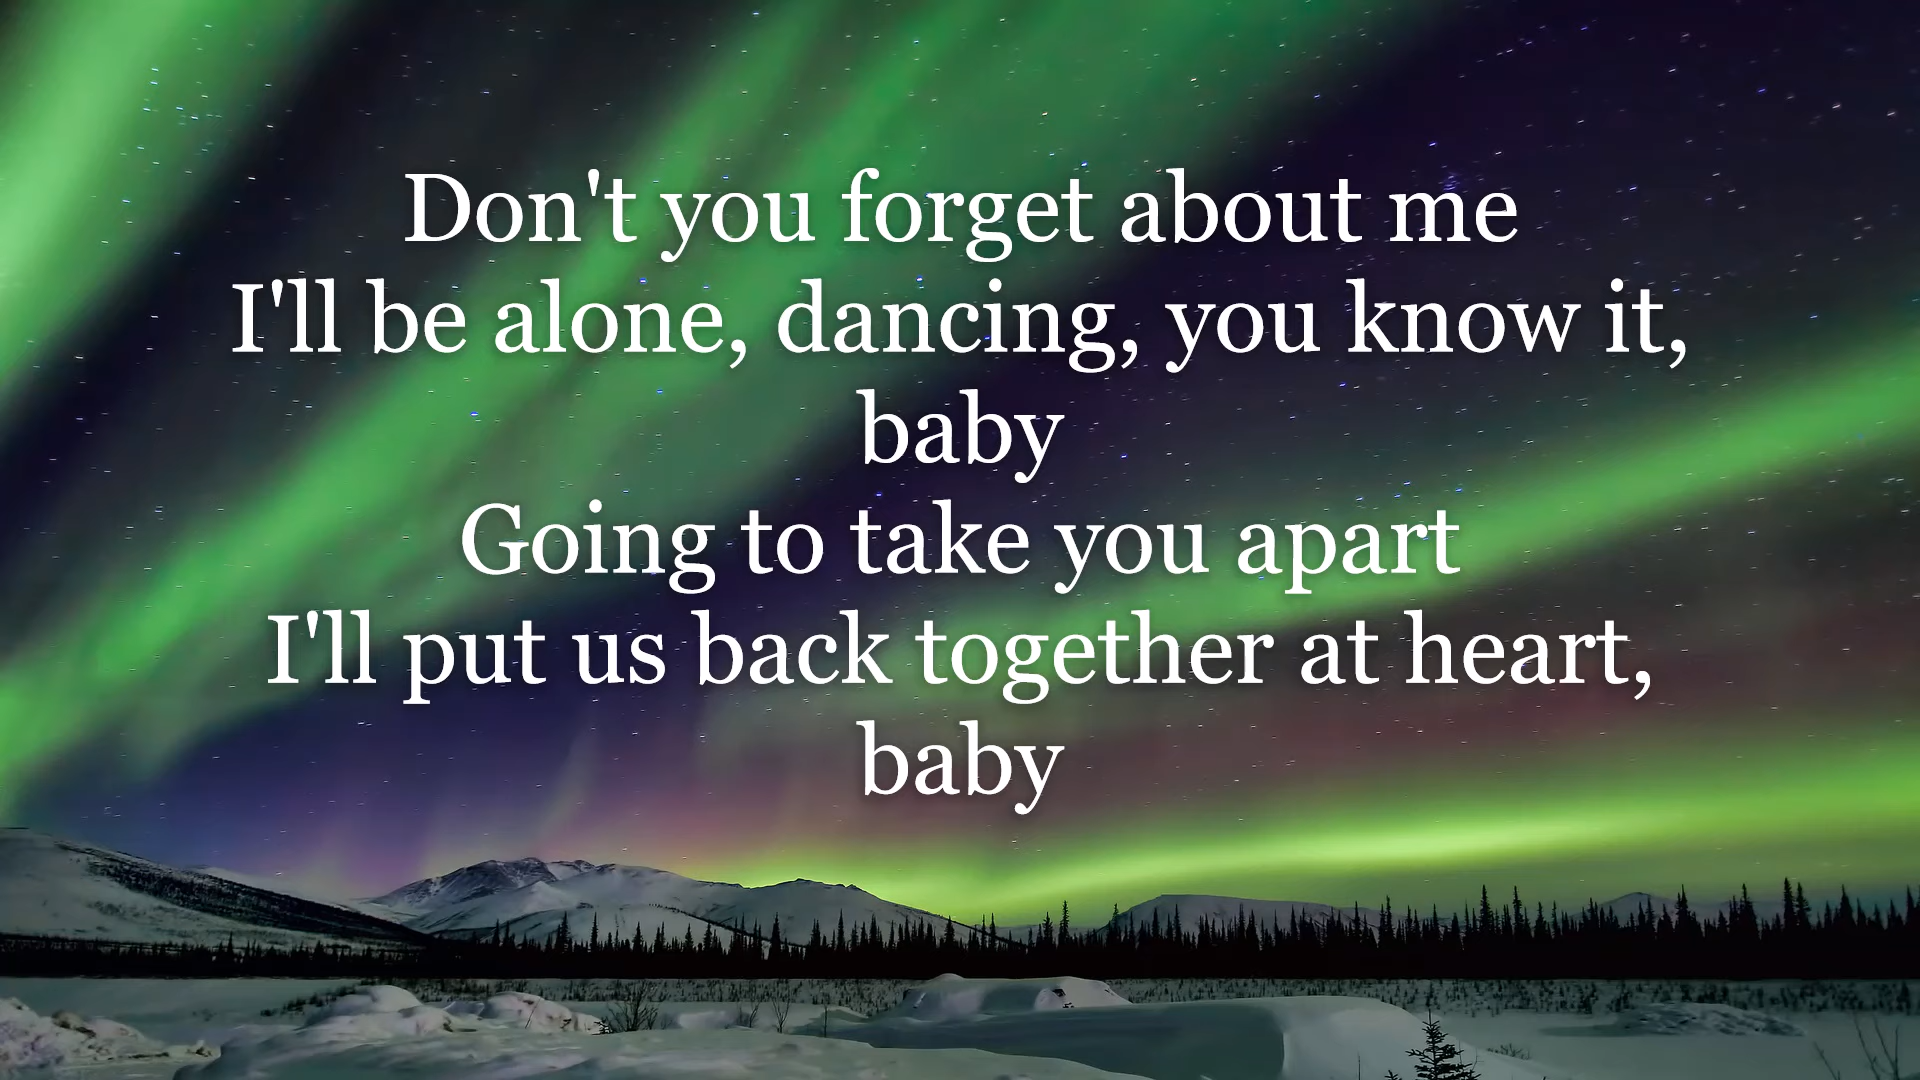 Don't you forget about me
I'll be alone, dancing, you know it,
baby
Going to take you apart
I'll put us back together at heart,
baby